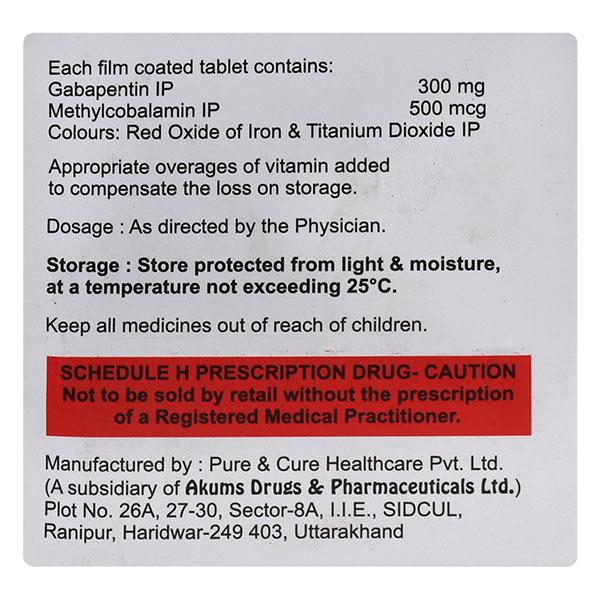 Each film coated tablet contains:
Gabapentin IP 300 mg
Methylcobalamin IP 500 mcg
Colours: Red Oxide of Iron & Titanium Dioxide IP
Appropriate overages of vitamin added
to compensate the loss on storage.
Dosage : As directed by the Physician.
Storage : Store protected from light & moisture,
at a temperature not exceeding 25°C.
Keep all medicines out of reach of children.
SCHEDULE H PRESCRIPTION DRUG- CAUTION
Not to be sold by retail without the prescription
of a Registered Medical Practitioner.
Manufactured by : Pure & Cure Healthcare Pvt. Ltd.
(A subsidiary of Akums Drugs & Pharmaceuticals Ltd.)
Plot No. 26A, 27-30, Sector-8A, I.I.E., SIDCUL,
Ranipur, Haridwar-249 403, Uttarakhand